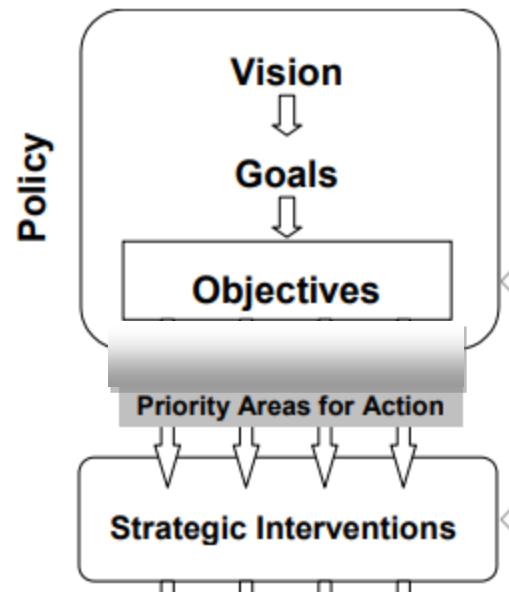 Policy
Vision
Goals
Objectives
Priority Areas for Action
Strategic Interventions